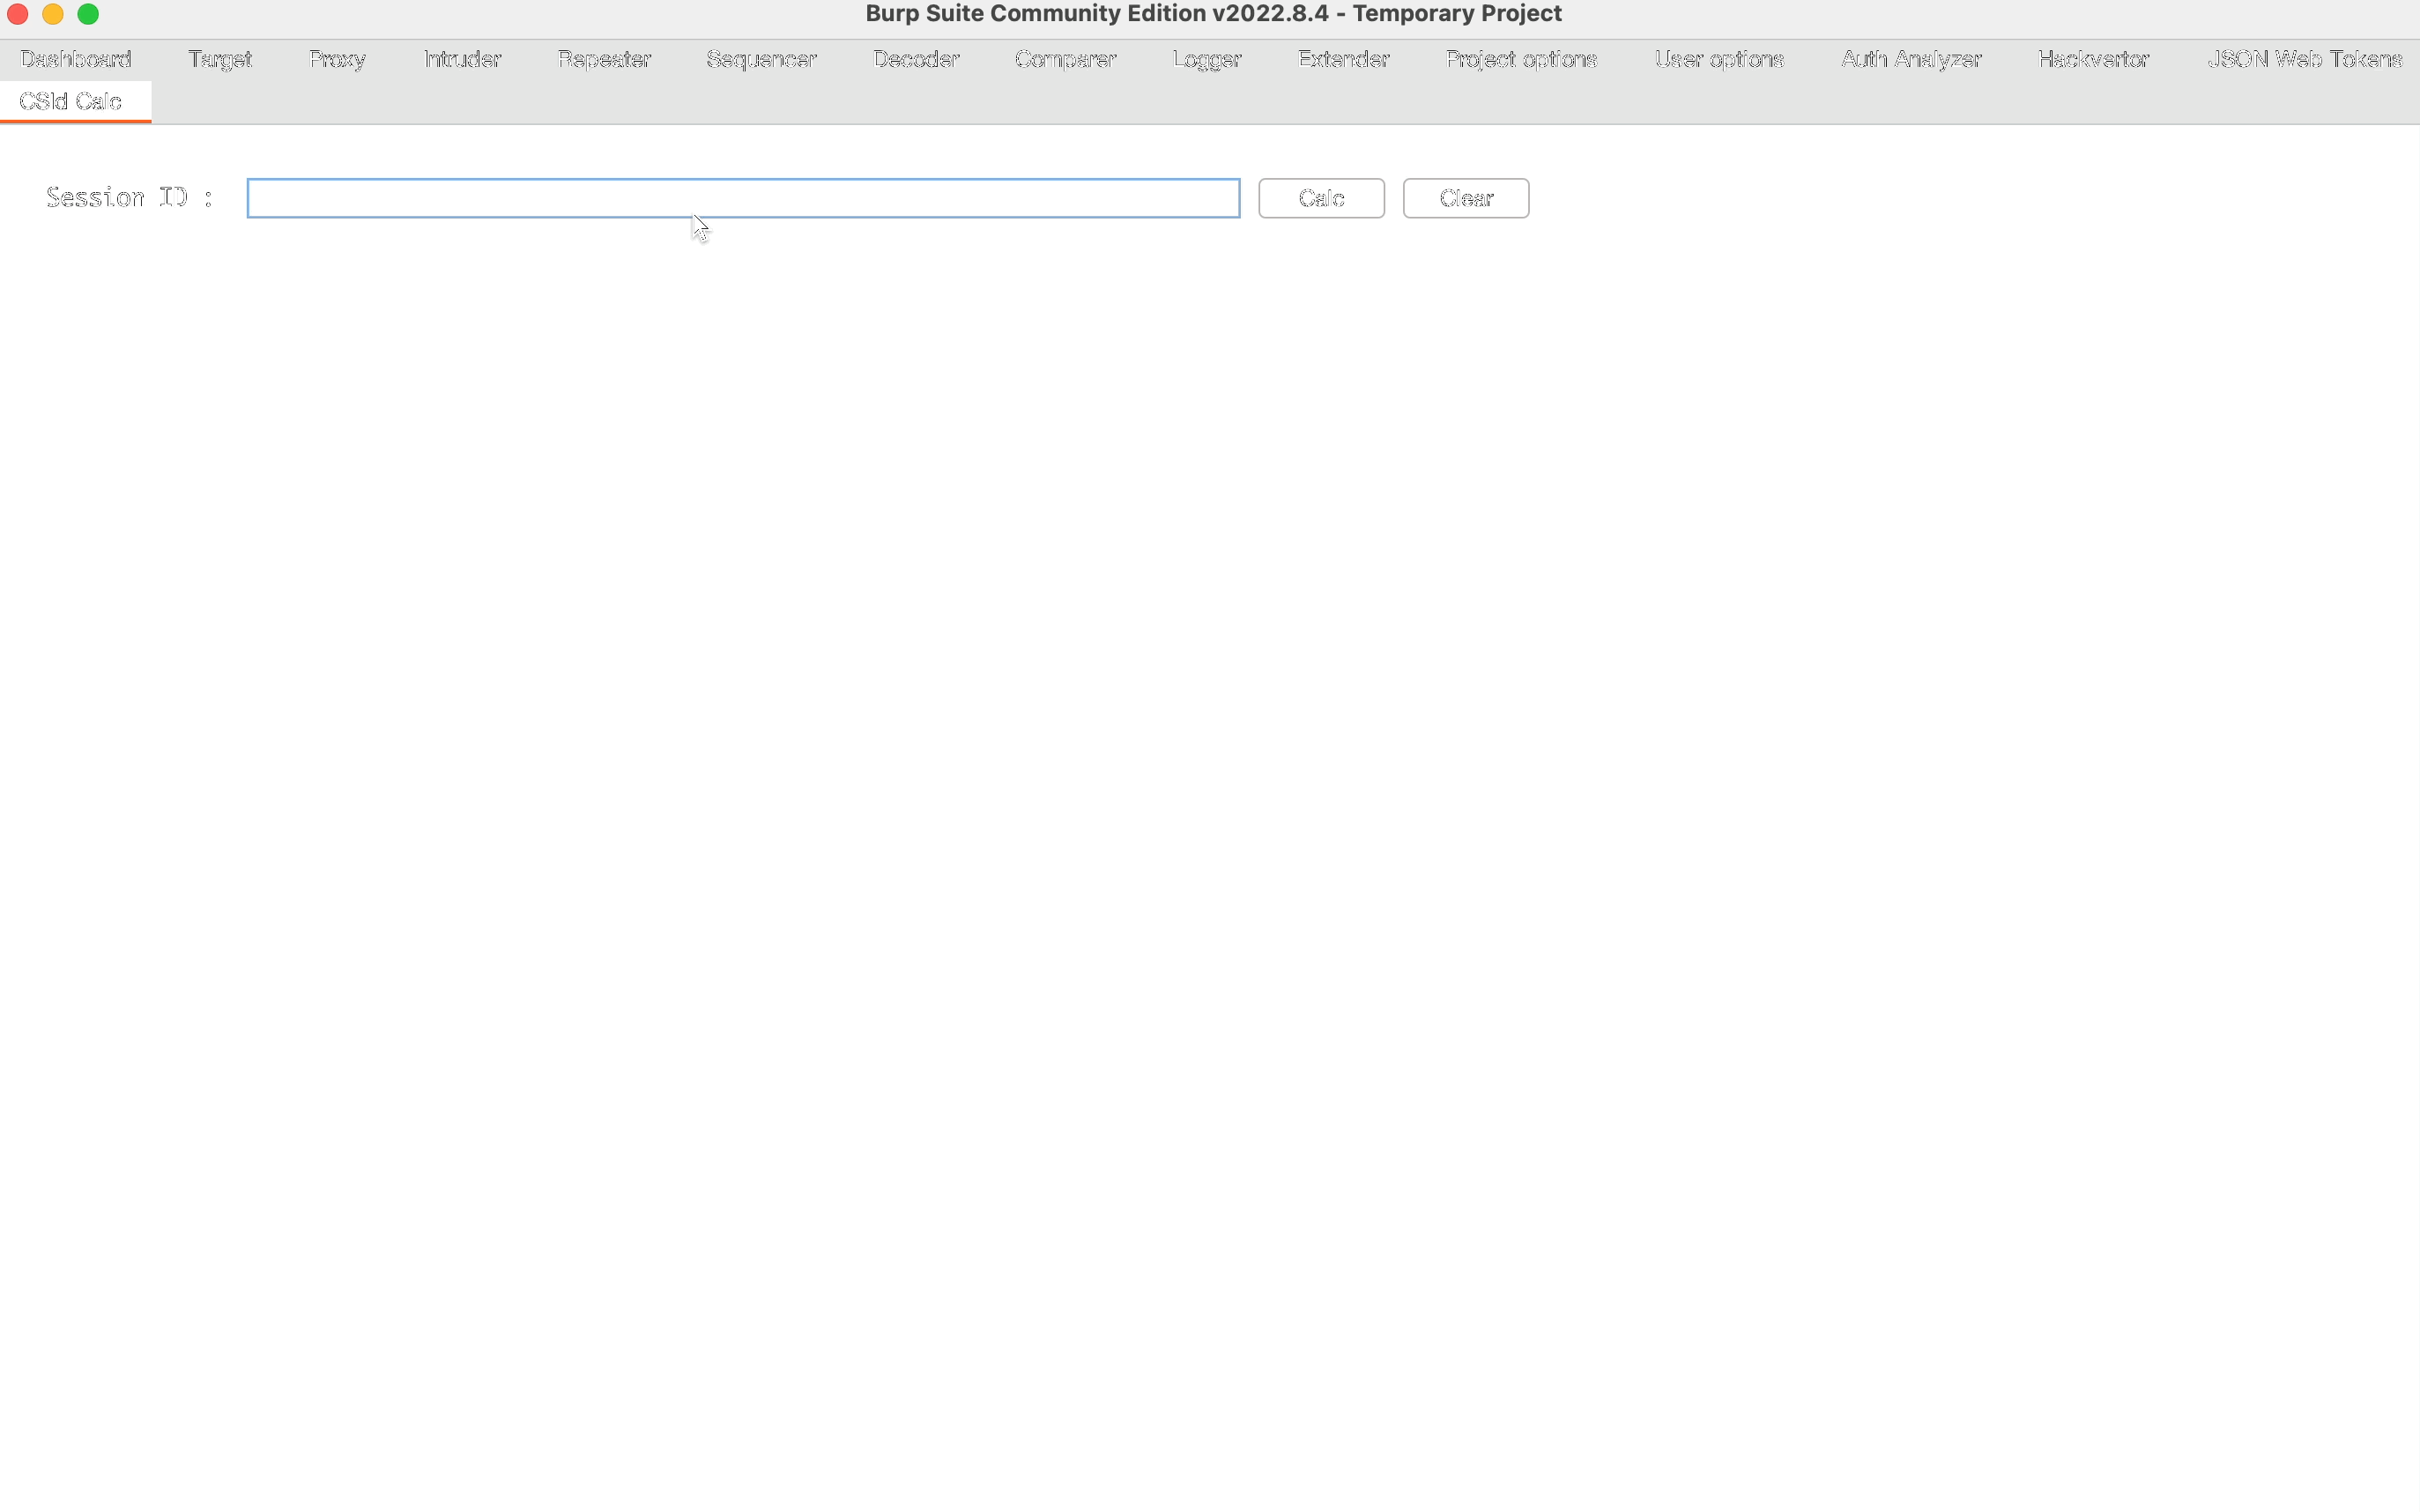 Burp Suite Community Edition v2022.8.4 - Temporary Project
Dashboard Target Proxy Intruder Repeater Sequencer Decoder Comparer Logger Extender Project options User options Auth Analyzer Hackvertor JSON Web Tokens
CSId Calc
Session ID : Calc Clear